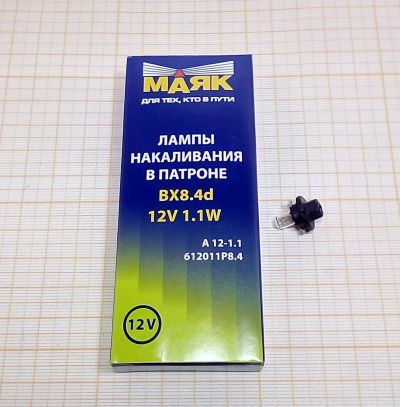 МАЯК
ДЛЯ ТЕХ, КТО В ПУТИ
ЛАМПЫ
НАКАЛИВАНИЯ
В ПАТРОНЕ
BX8.4d
12V 1.1W
А 12-1.1
612011P8.4
12V